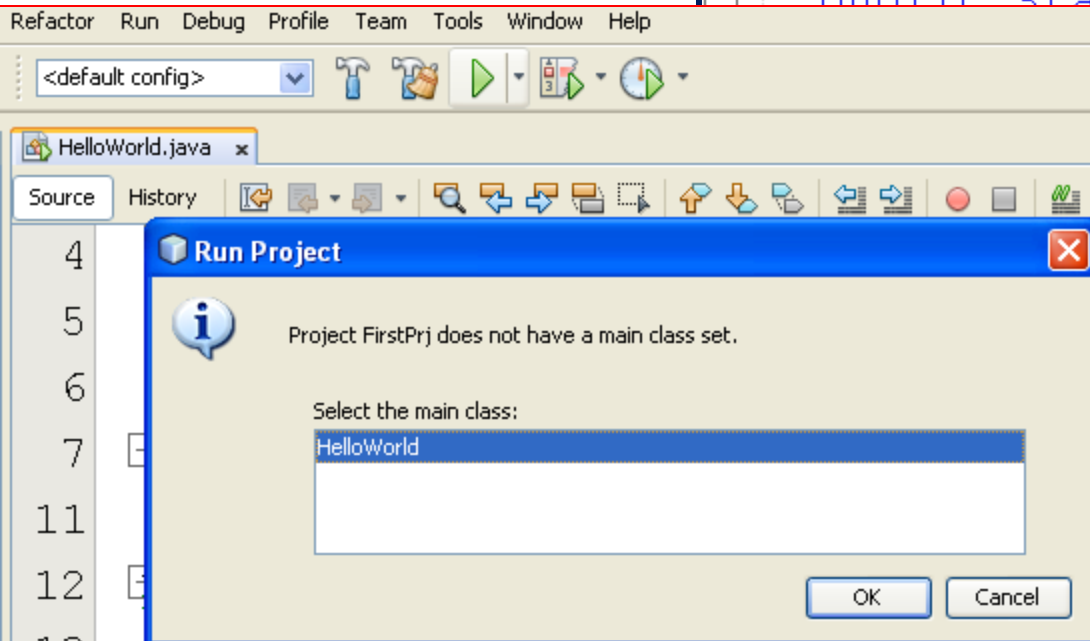 Refactor Run Debug Profile Team Tools Window Help
<default config>
HelloWorld.java x
Source History
4
Run Project
5
Project FirstPrj does not have a main class set.
6
Select the main class:
7
HelloWorld
11
12
OK Cancel